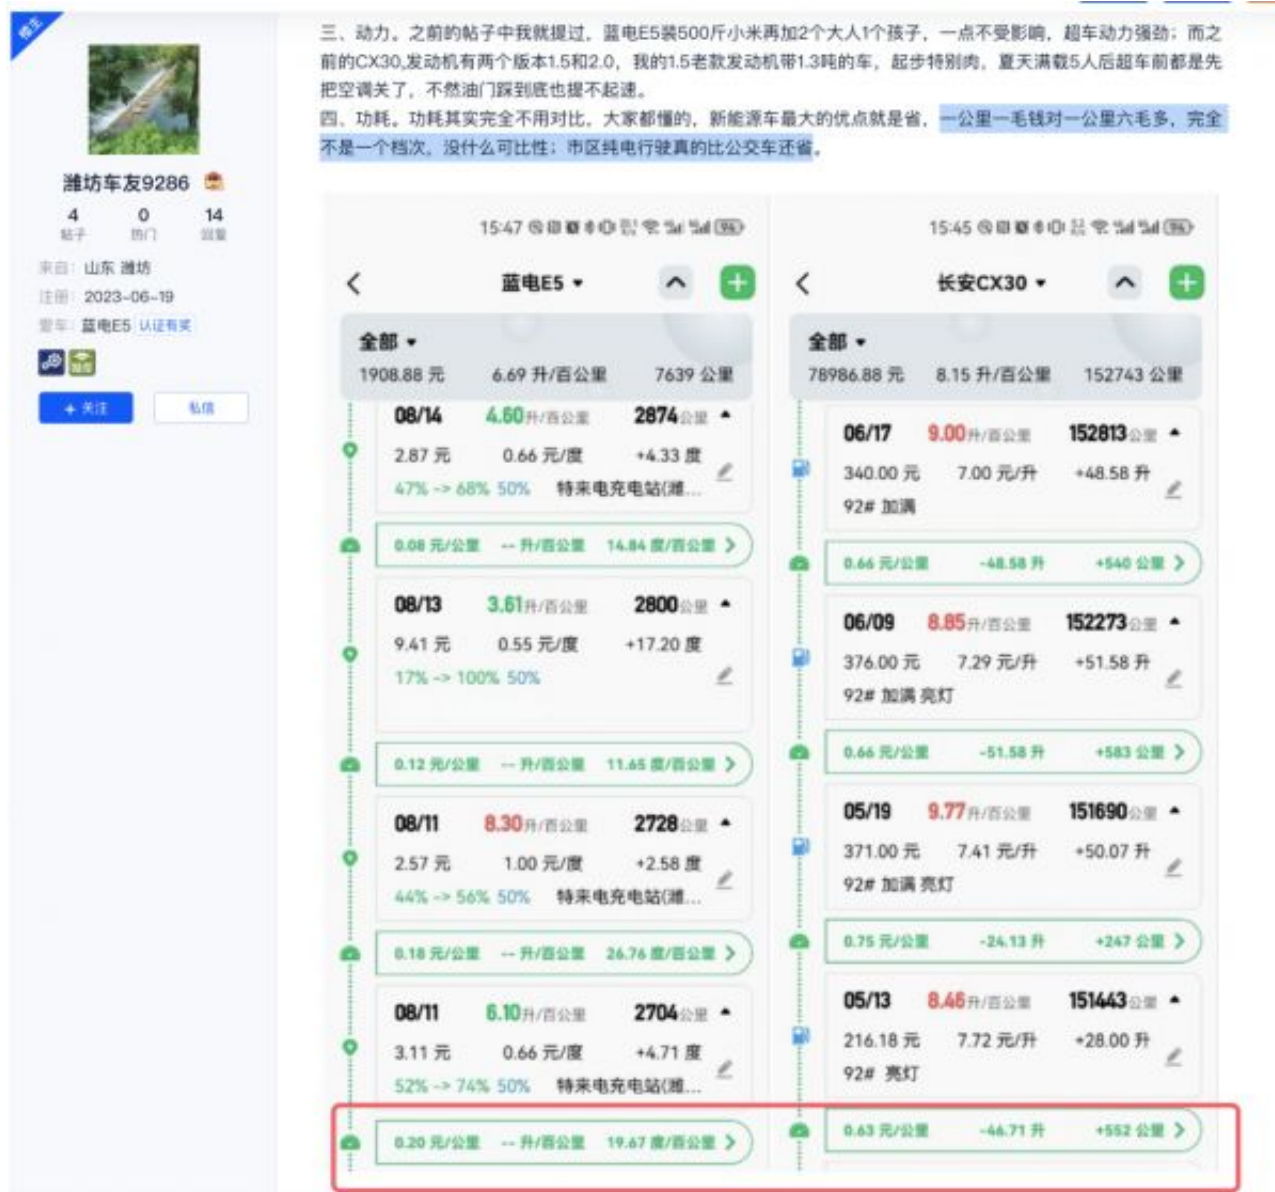 楼主
三、动力。之前的帖子中我就提过，蓝电E5装500斤小米再加2个大人1个孩子，一点不受影响，超车动力强劲；而之
前的CX30,发动机有两个版本1.5和2.0，我的1.5老款发动机带1.3吨的车，起步特别肉，夏天满载5人后超车前都是先
把空调关了，不然油门踩到底也提不起速。
四、功耗。功耗其实完全不用对比，大家都懂的，新能源车最大的优点就是省，一公里一毛钱对一公里六毛多，完全
不是一个档次，没什么可比性；市区纯电行驶真的比公交车还省。
潍坊车友9286
4 0 14
帖子 热门 回复
来自: 山东 潍坊
注册: 2023-06-19
爱车: 蓝电E5 认证有奖
+ 关注 私信
15:47
蓝电E5
全部
1908.88 元 6.69 升/百公里 7639 公里
08/14 4.60升/百公里 2874公里
2.87 元 0.66 元/度 +4.33 度
47% -> 68% 50% 特来电充电站(潍...
0.08 元/公里 -- 升/百公里 14.84 度/百公里
08/13 3.61升/百公里 2800公里
9.41 元 0.55 元/度 +17.20 度
17% -> 100% 50%
0.12 元/公里 -- 升/百公里 11.65 度/百公里
08/11 8.30升/百公里 2728公里
2.57 元 1.00 元/度 +2.58 度
44% -> 56% 50% 特来电充电站(潍...
0.18 元/公里 -- 升/百公里 26.76 度/百公里
08/11 6.10升/百公里 2704公里
3.11 元 0.66 元/度 +4.71 度
52% -> 74% 50% 特来电充电站(潍...
0.20 元/公里 -- 升/百公里 19.67 度/百公里
15:45
长安CX30
全部
78986.88 元 8.15 升/百公里 152743 公里
06/17 9.00升/百公里 152813公里
340.00 元 7.00 元/升 +48.58 升
92# 加满
0.66 元/公里 -48.58 升 +540 公里
06/09 8.85升/百公里 152273公里
376.00 元 7.29 元/升 +51.58 升
92# 加满 亮灯
0.66 元/公里 -51.58 升 +583 公里
05/19 9.77升/百公里 151690公里
371.00 元 7.41 元/升 +50.07 升
92# 加满 亮灯
0.75 元/公里 -24.13 升 +247 公里
05/13 8.46升/百公里 151443公里
216.18 元 7.72 元/升 +28.00 升
92# 亮灯
0.63 元/公里 -46.71 升 +552 公里